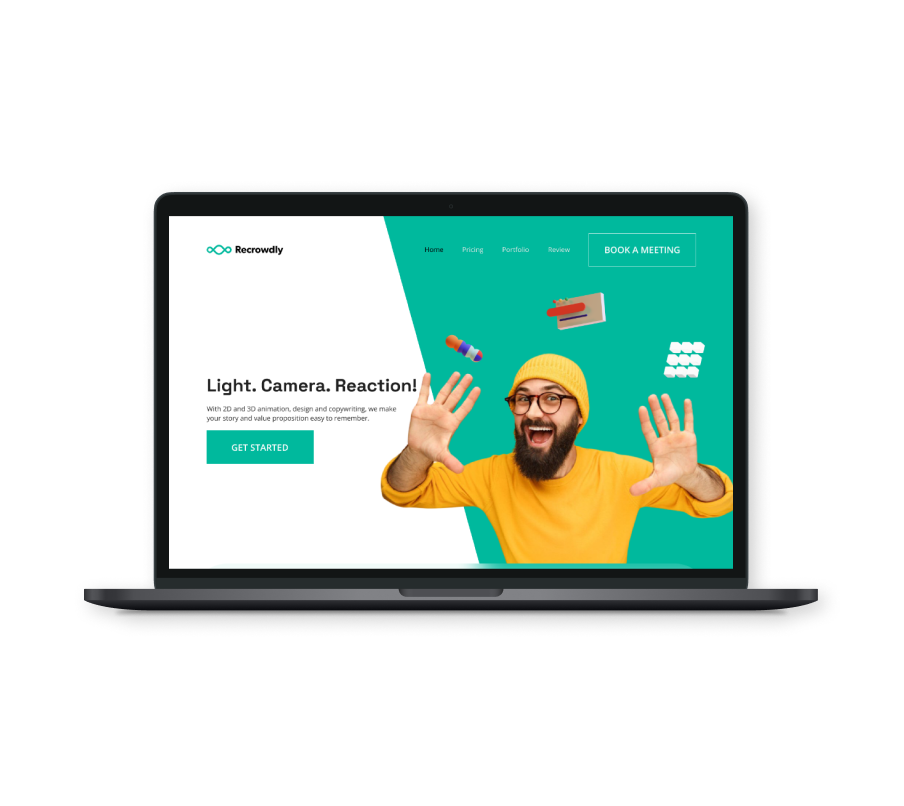 Recrowdly
Home
Pricing
Portfolio
Review
BOOK A MEETING
Light. Camera. Reaction!
With 2D and 3D animation, design and copywriting, we make
your story and value proposition easy to remember.
GET STARTED